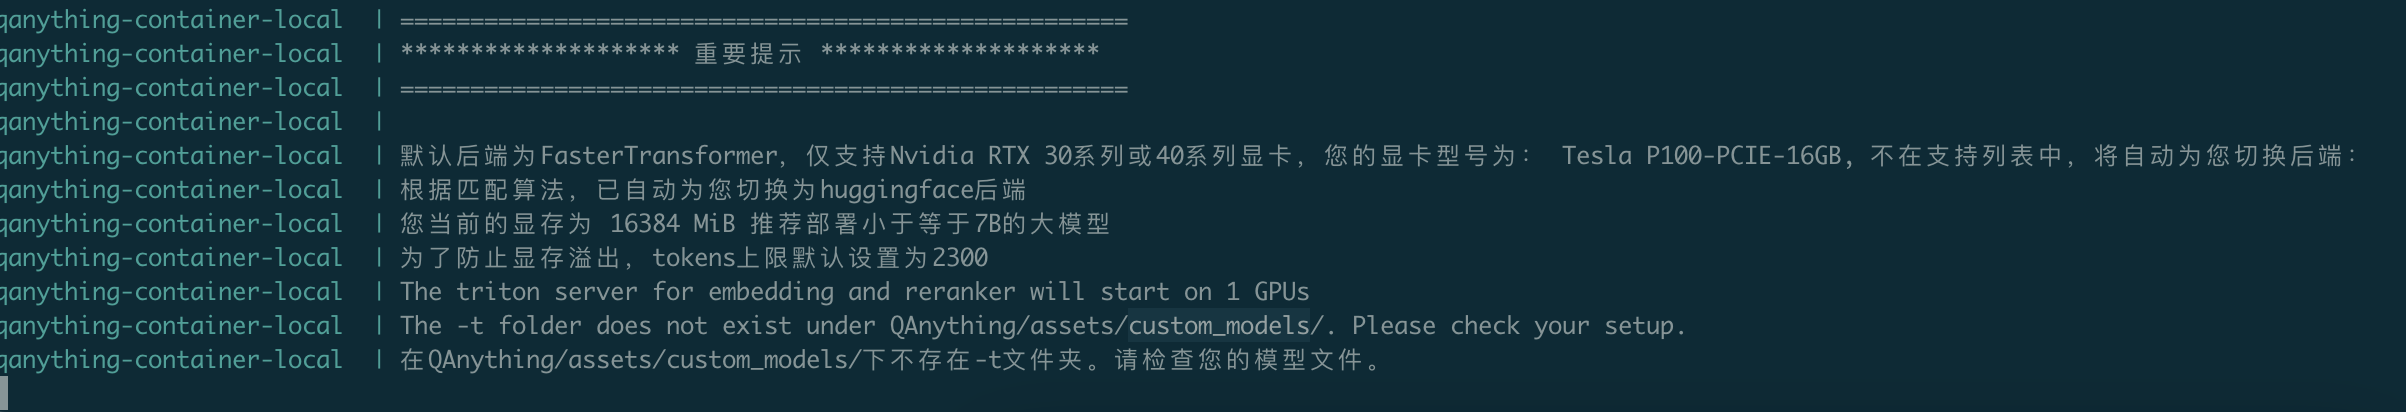 qanything-container-local | ====================================================
qanything-container-local | ******************** 重要提示 ********************
qanything-container-local | ====================================================
qanything-container-local |
qanything-container-local | 默认后端为FasterTransformer, 仅支持Nvidia RTX 30系列或40系列显卡, 您的显卡型号为: Tesla P100-PCIE-16GB, 不在支持列表中, 将自动为您切换后端:
qanything-container-local | 根据匹配算法, 已自动为您切换为huggingface后端
qanything-container-local | 您当前的显存为 16384 MiB 推荐部署小于等于7B的大模型
qanything-container-local | 为了防止显存溢出, tokens上限默认设置为2300
qanything-container-local | The triton server for embedding and reranker will start on 1 GPUs
qanything-container-local | The -t folder does not exist under QAnything/assets/custom_models/. Please check your setup.
qanything-container-local | 在QAnything/assets/custom_models/下不存在-t文件夹。请检查您的模型文件。